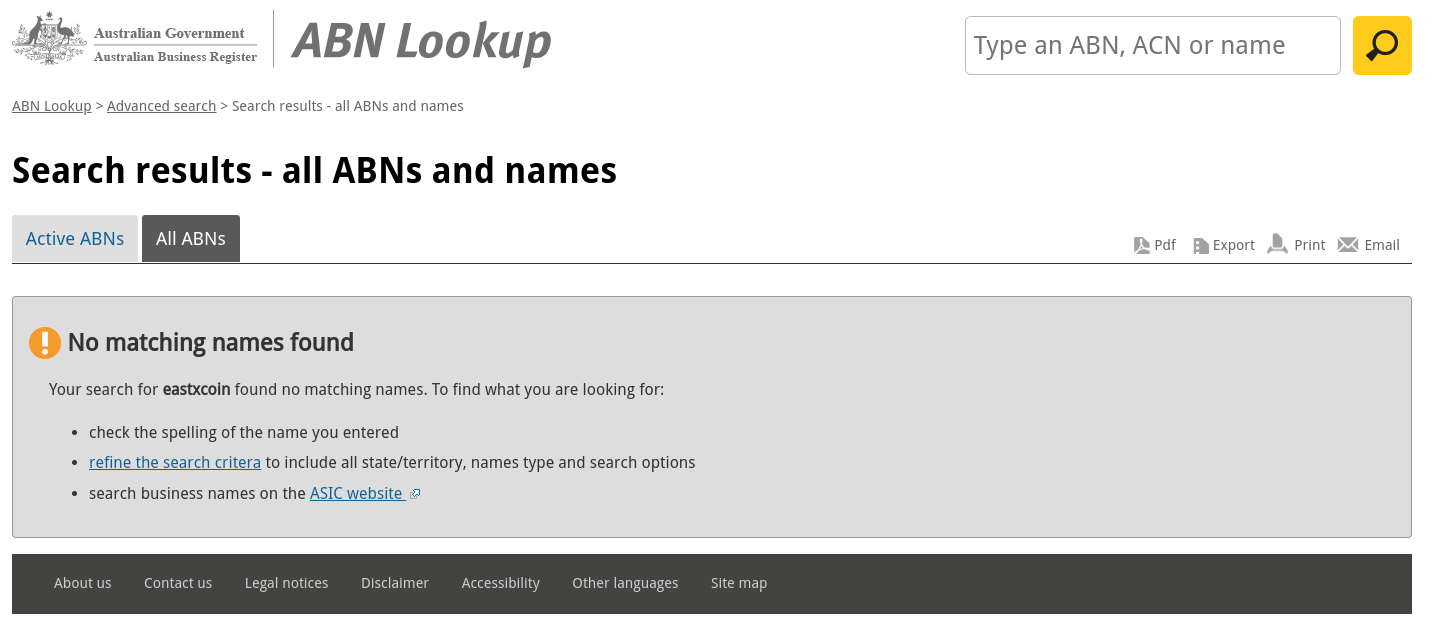 Australian Government
Australian Business Register
ABN Lookup
Type an ABN, ACN or name
ABN Lookup > Advanced search > Search results - all ABNs and names
Search results - all ABNs and names
Active ABNs
All ABNs
Pdf
Export
Print
Email
No matching names found
Your search for eastxcoin found no matching names. To find what you are looking for:
• check the spelling of the name you entered
• refine the search critera to include all state/territory, names type and search options
• search business names on the ASIC website
About us
Contact us
Legal notices
Disclaimer
Accessibility
Other languages
Site map